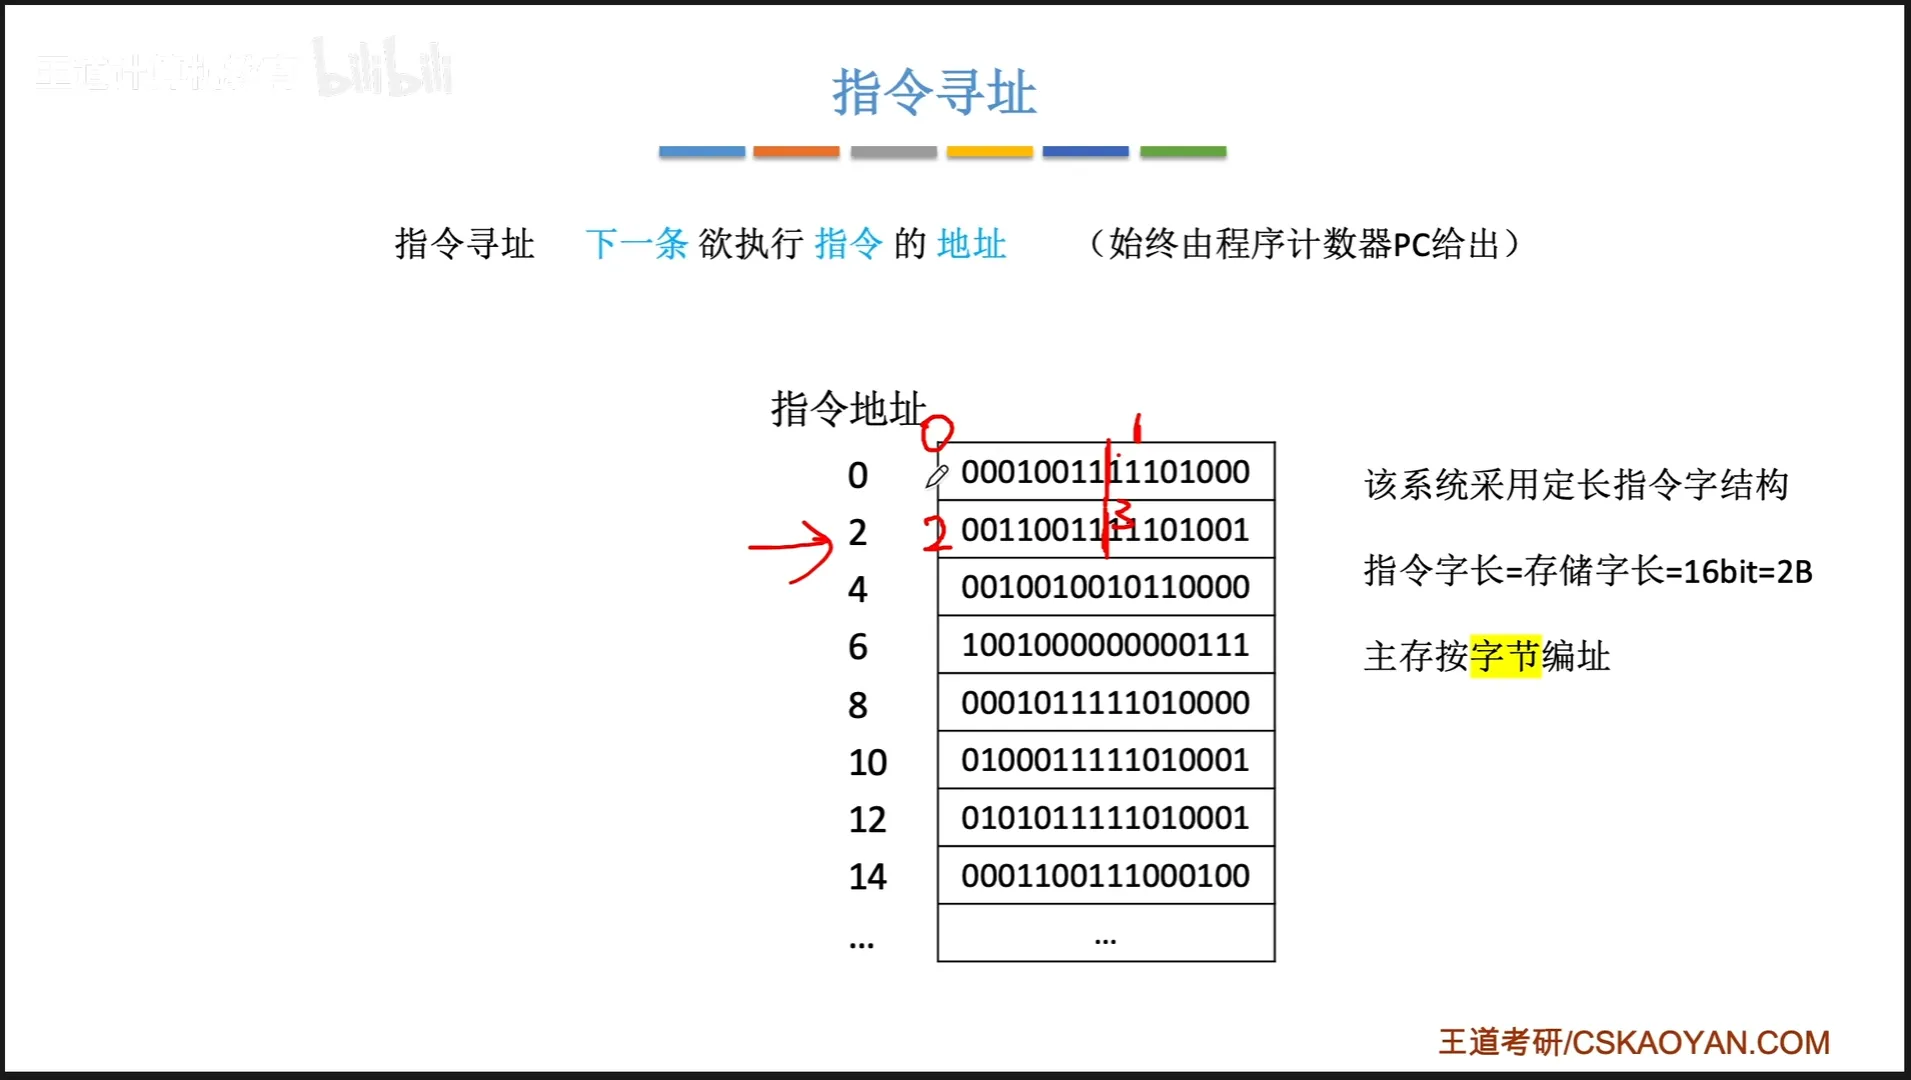 王道计算机教育 bilibili
指令寻址
指令寻址 下一条 欲执行 指令 的 地址 （始终由程序计数器PC给出）
指令地址
0 1
0 0001001111101000
2 2 3 0011001111101001
4 0010010010110000
6 1001000000000111
8 0001011111010000
10 0100011111010001
12 0101011111010001
14 0001100111000100
... ...
该系统采用定长指令字结构
指令字长=存储字长=16bit=2B
主存按字节编址
王道考研/CSKAOYAN.COM